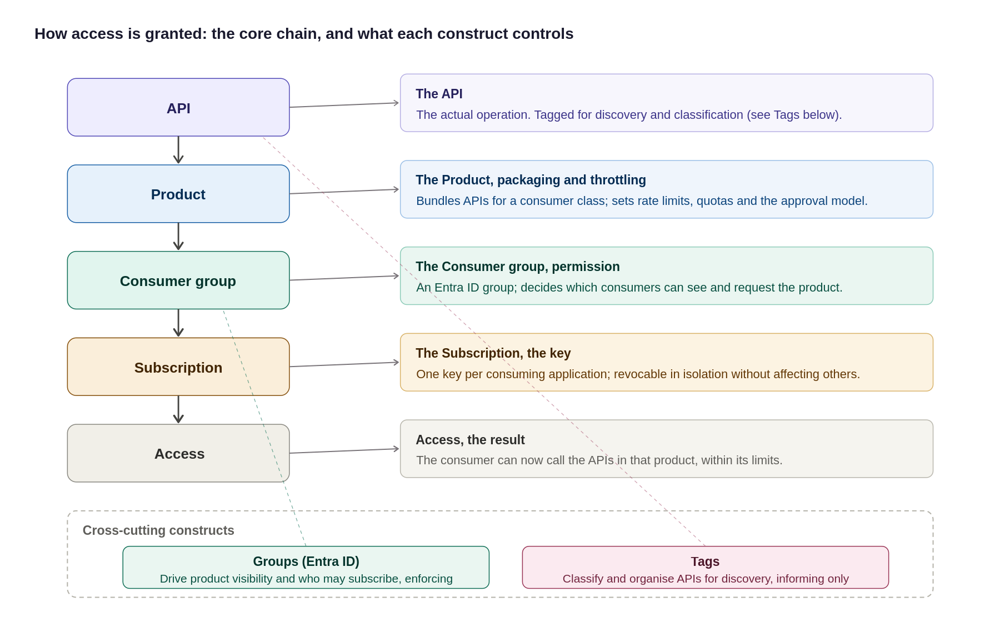 How access is granted: the core chain, and what each construct controls
API
The API
The actual operation. Tagged for discovery and classification (see Tags below).
Product
The Product, packaging and throttling
Bundles APIs for a consumer class; sets rate limits, quotas and the approval model.
Consumer group
The Consumer group, permission
An Entra ID group; decides which consumers can see and request the product.
Subscription
The Subscription, the key
One key per consuming application; revocable in isolation without affecting others.
Access
Access, the result
The consumer can now call the APIs in that product, within its limits.
Cross-cutting constructs
Groups (Entra ID)
Drive product visibility and who may subscribe, enforcing
Tags
Classify and organise APIs for discovery, informing only